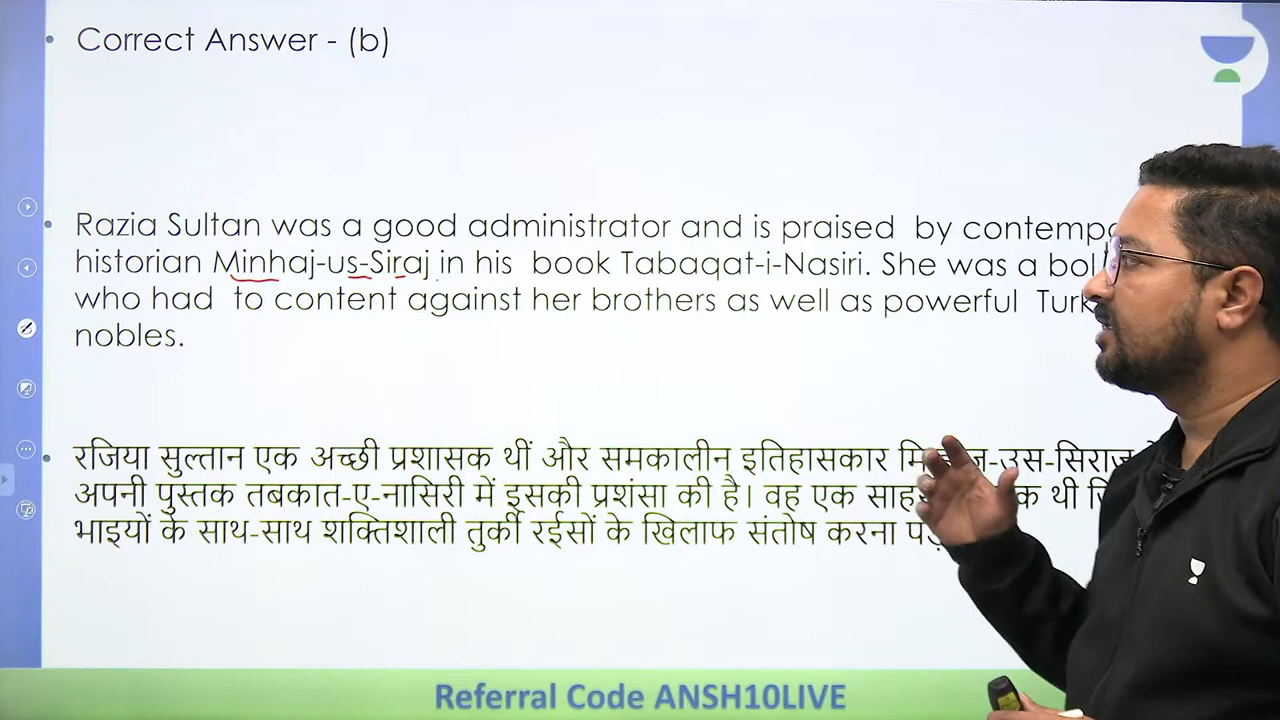 Correct Answer - (b)
Razia Sultan was a good administrator and is praised by
historian Minhaj-us-Siraj in his book Tabaqat-i-Nasiri. She was a
who had to content against her brothers as well as powerful
nobles.
रजिया सुल्तान एक अच्छी प्रशासक थीं और समकालीन इतिहासकार
अपनी पुस्तक तबकात-ए-नासिरी में इसकी प्रशंसा की है। वह एक
भाइयों के साथ-साथ शक्तिशाली तुर्की रईसों के खिलाफ संतोष करना
Referral Code ANSH10LIVE